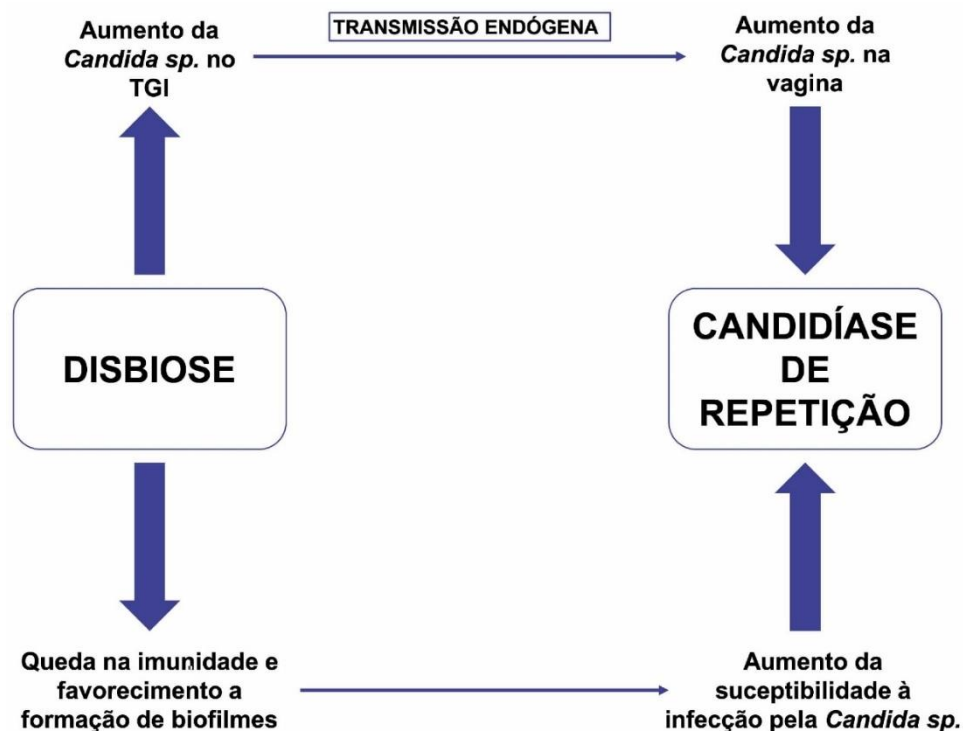 Aumento da
Candida sp. no
TGI
TRANSMISSÃO ENDÓGENA
Aumento da
Candida sp. na
vagina
DISBIOSE
CANDIDÍASE
DE
REPETIÇÃO
Queda na imunidade e
favorecimento a
formação de biofilmes
Aumento da
suceptibilidade à
infecção pela Candida sp.